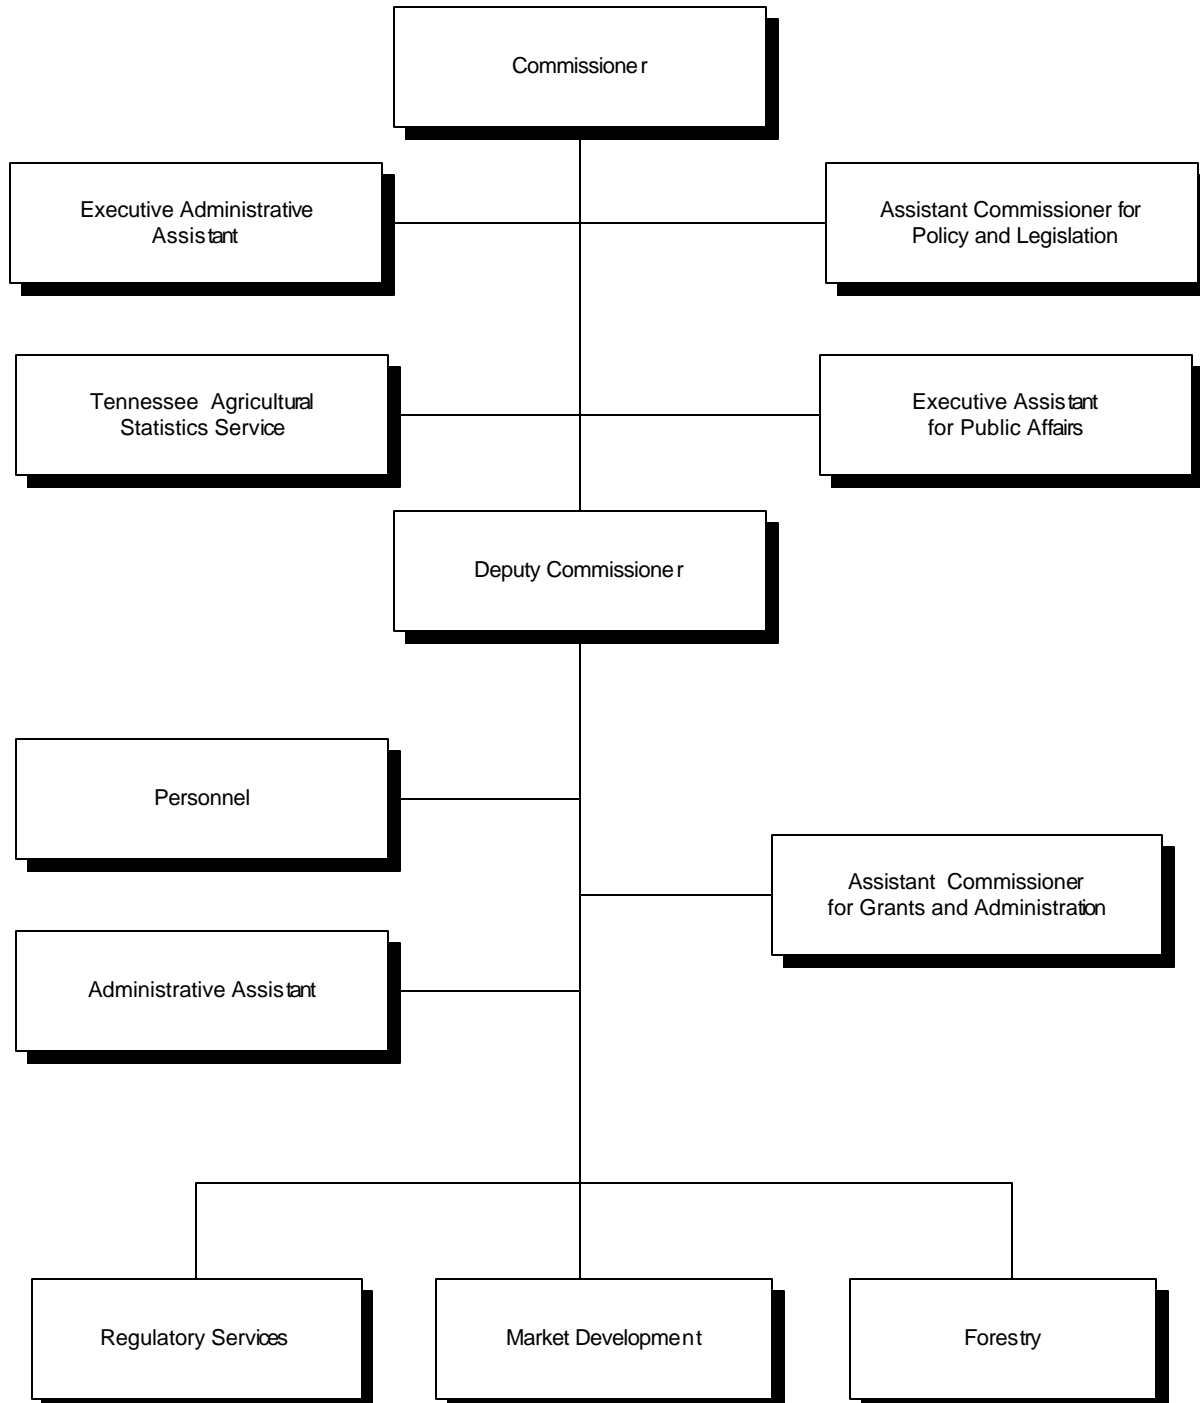 Commissioner
Executive Administrative
Assistant
Assistant Commissioner for
Policy and Legislation
Tennessee Agricultural
Statistics Service
Executive Assistant
for Public Affairs
Deputy Commissioner
Personnel
Assistant Commissioner
for Grants and Administration
Administrative Assistant
Regulatory Services
Market Development
Forestry